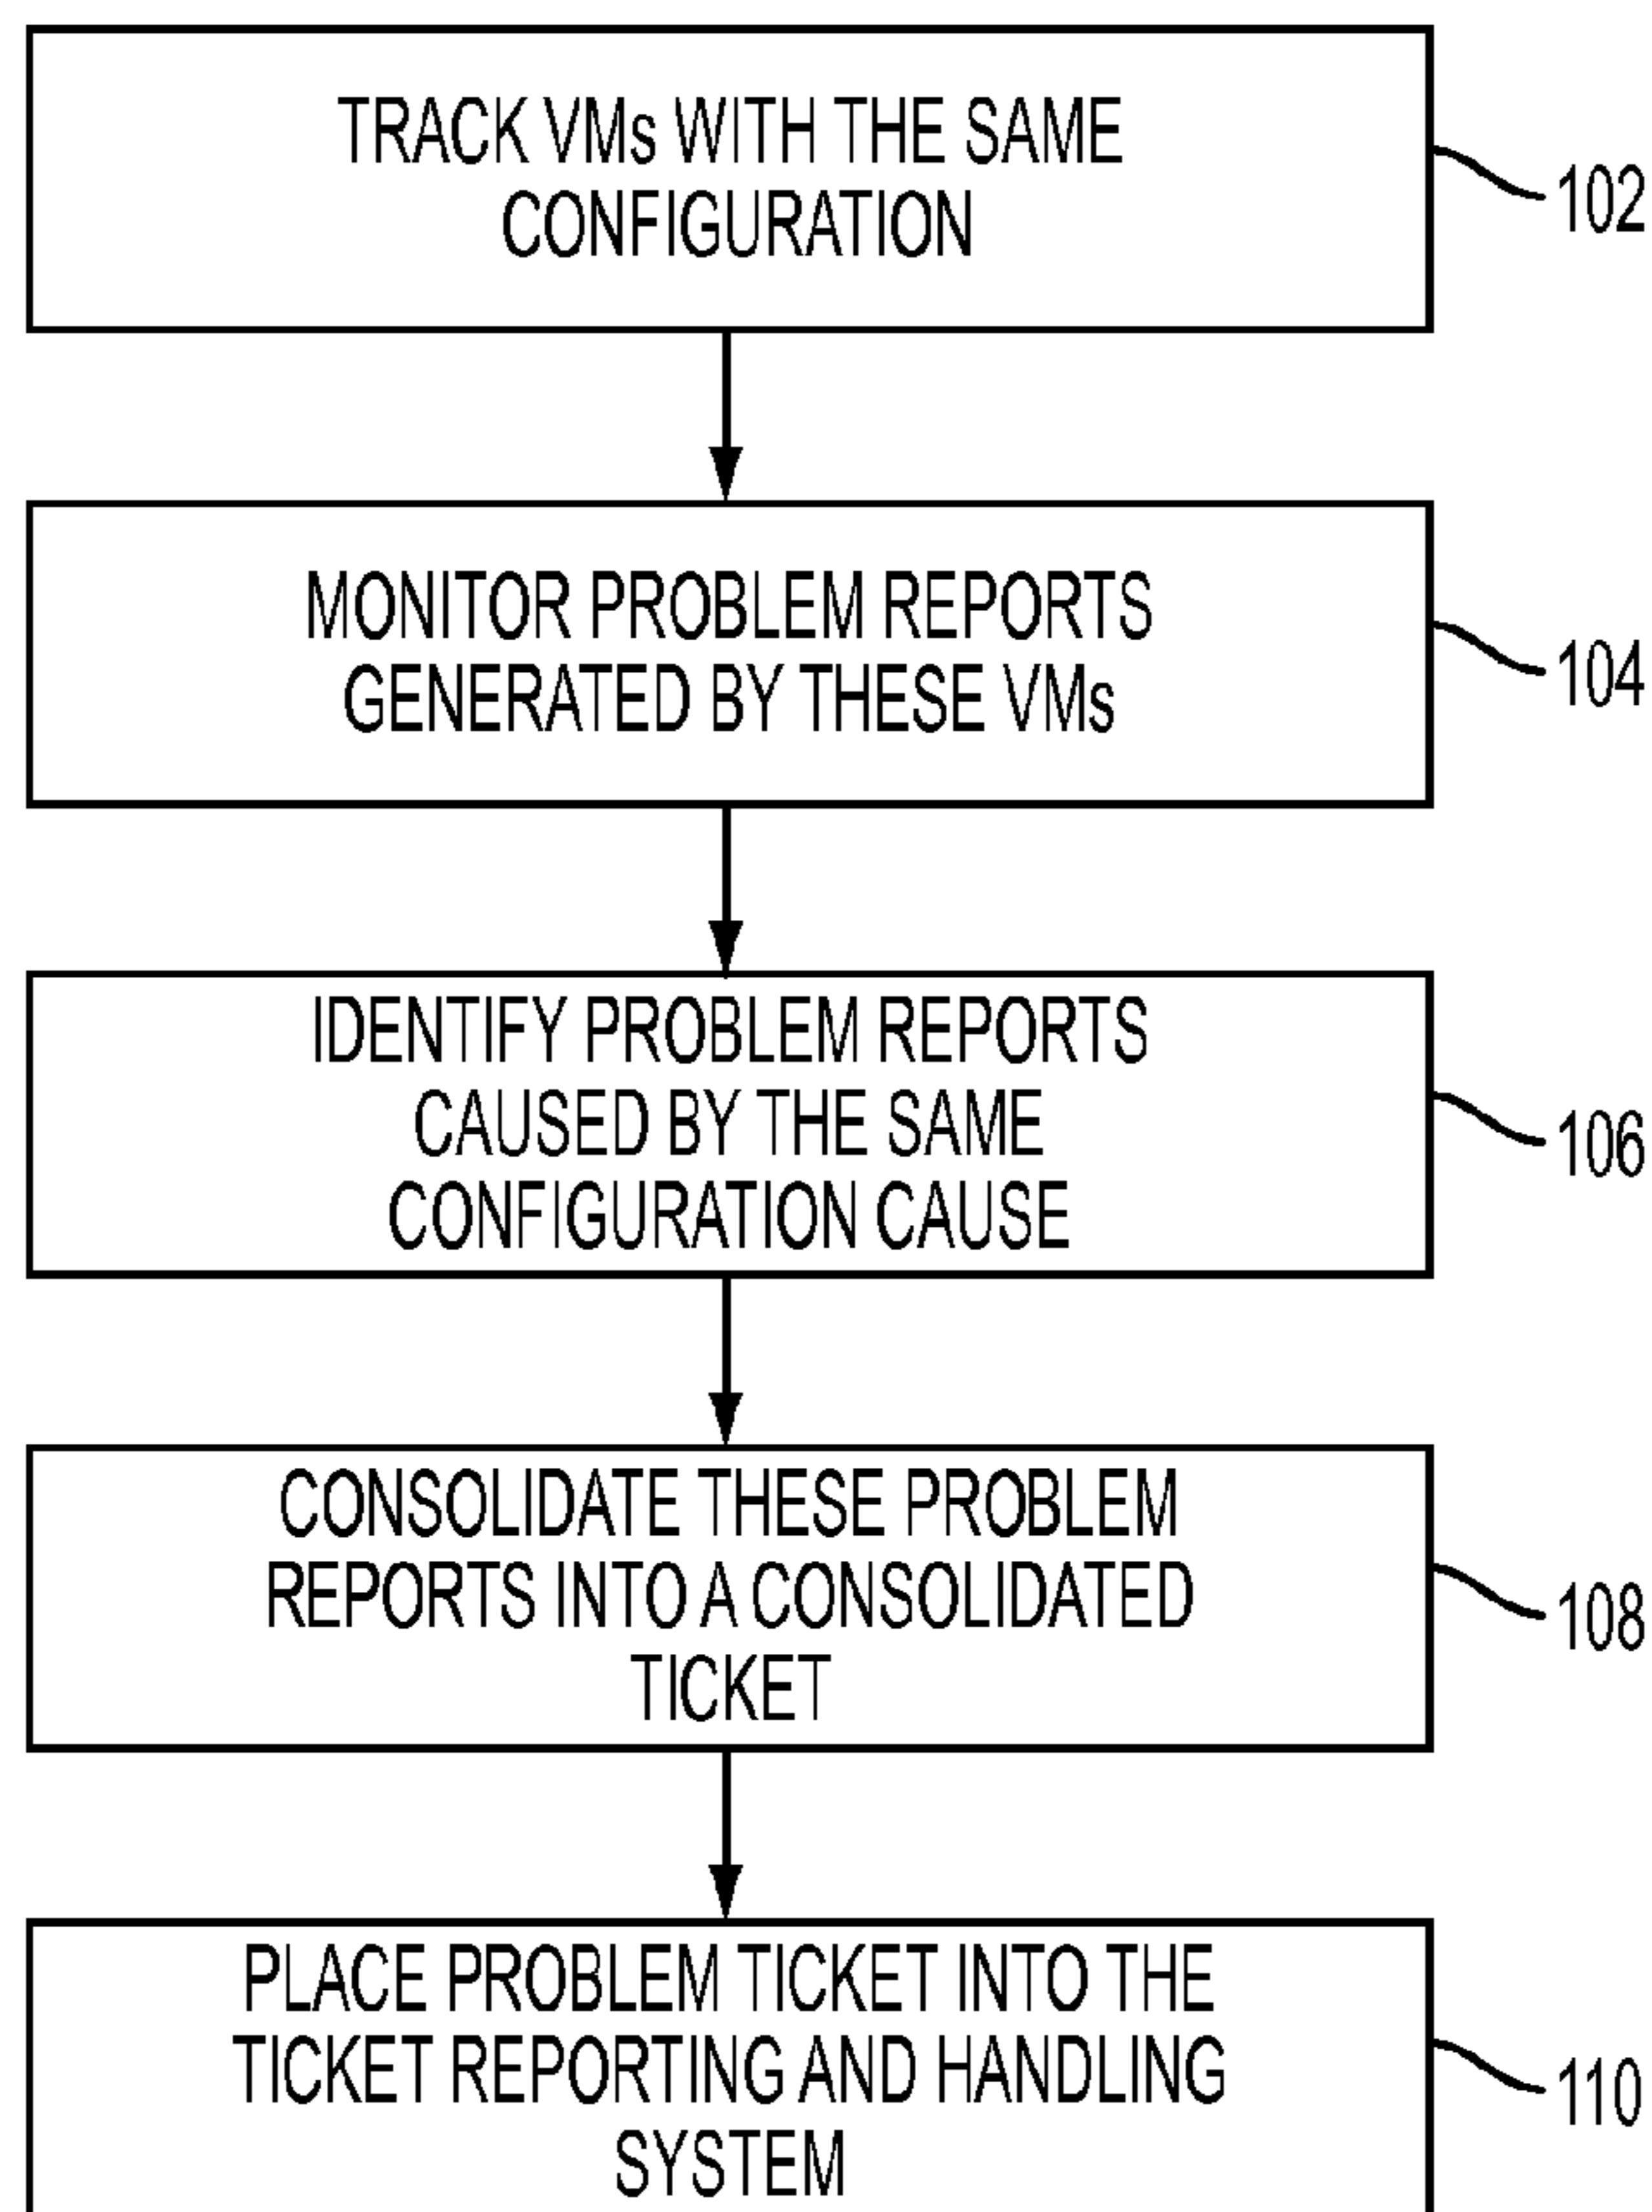 TRACK VMs WITH THE SAME
CONFIGURATION
102
MONITOR PROBLEM REPORTS
GENERATED BY THESE VMs
104
IDENTIFY PROBLEM REPORTS
CAUSED BY THE SAME
CONFIGURATION CAUSE
106
CONSOLIDATE THESE PROBLEM
REPORTS INTO A CONSOLIDATED
TICKET
108
PLACE PROBLEM TICKET INTO THE
TICKET REPORTING AND HANDLING
SYSTEM
110